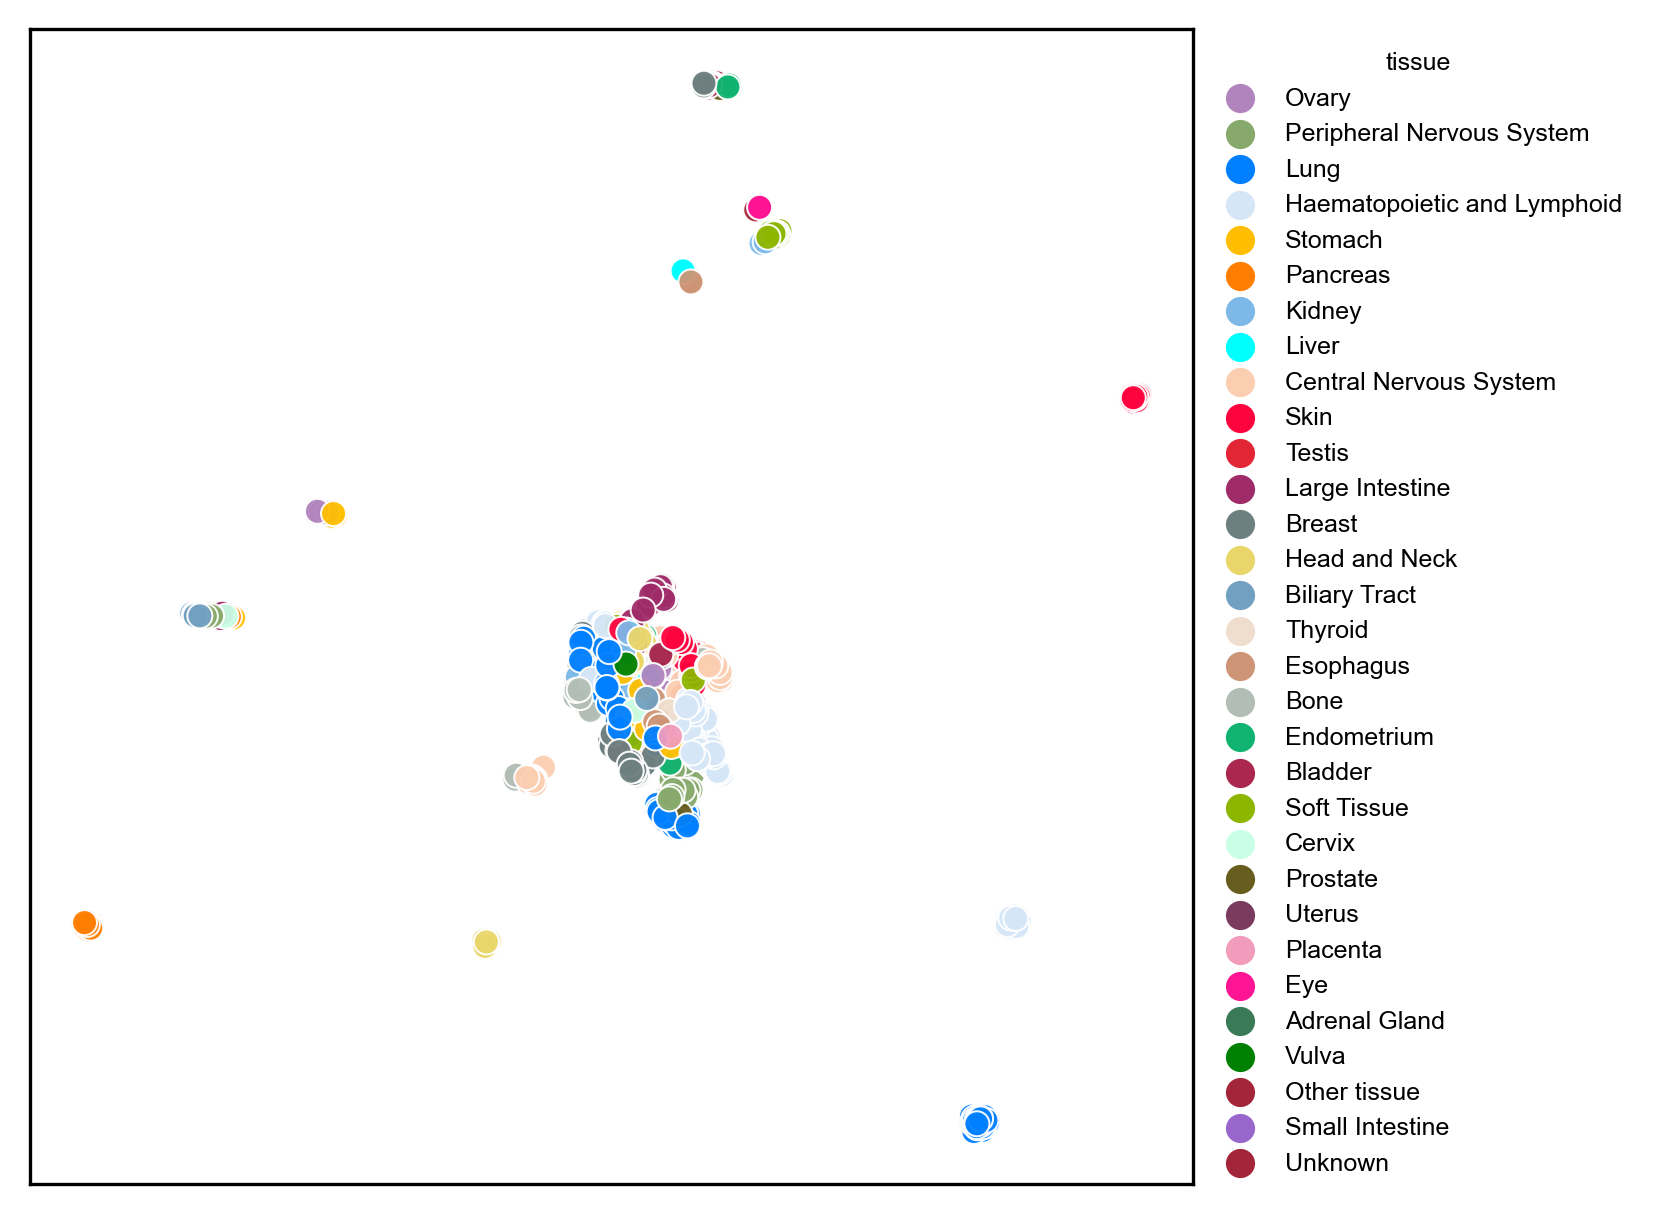 tissue
Ovary
Peripheral Nervous System
Lung
Haematopoietic and Lymphoid
Stomach
Pancreas
Kidney
Liver
Central Nervous System
Skin
Testis
Large Intestine
Breast
Head and Neck
Biliary Tract
Thyroid
Esophagus
Bone
Endometrium
Bladder
Soft Tissue
Cervix
Prostate
Uterus
Placenta
Eye
Adrenal Gland
Vulva
Other tissue
Small Intestine
Unknown